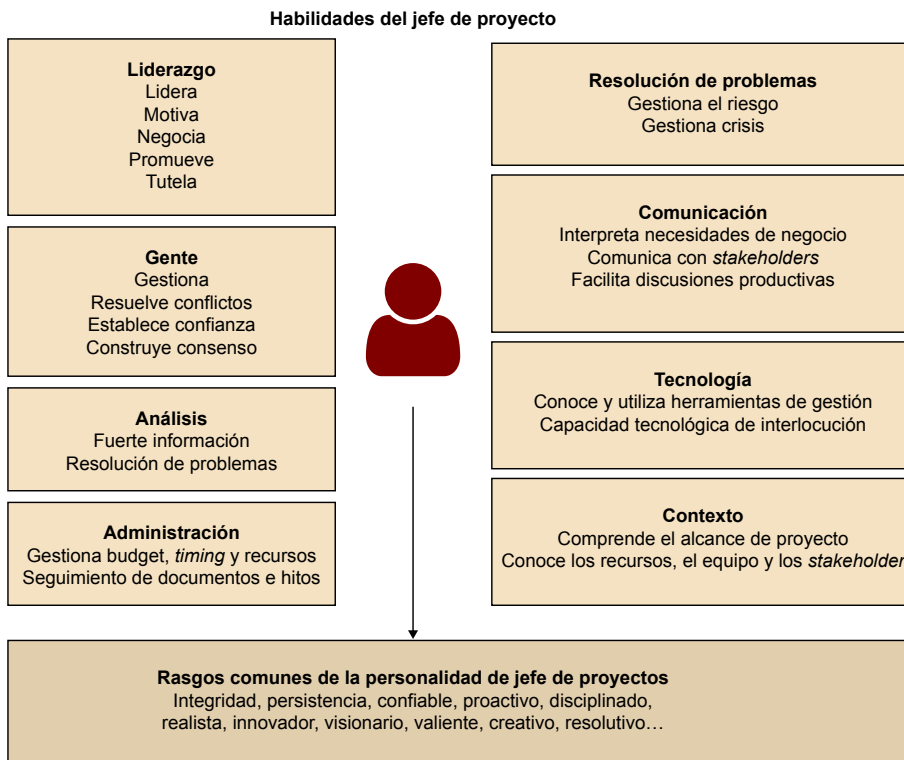 Habilidades del jefe de proyecto
Liderazgo
Lidera
Motiva
Negocia
Promueve
Tutela
Gente
Gestiona
Resuelve conflictos
Establece confianza
Construye consenso
Análisis
Fuerte información
Resolución de problemas
Administración
Gestiona budget, timing y recursos
Seguimiento de documentos e hitos
Resolución de problemas
Gestiona el riesgo
Gestiona crisis
Comunicación
Interpreta necesidades de negocio
Comunica con stakeholders
Facilita discusiones productivas
Tecnología
Conoce y utiliza herramientas de gestión
Capacidad tecnológica de interlocución
Contexto
Comprende el alcance de proyecto
Conoce los recursos, el equipo y los stakeholder
Rasgos comunes de la personalidad de jefe de proyectos
Integridad, persistencia, confiable, proactivo, disciplinado,
realista, innovador, visionario, valiente, creativo, resolutivo…